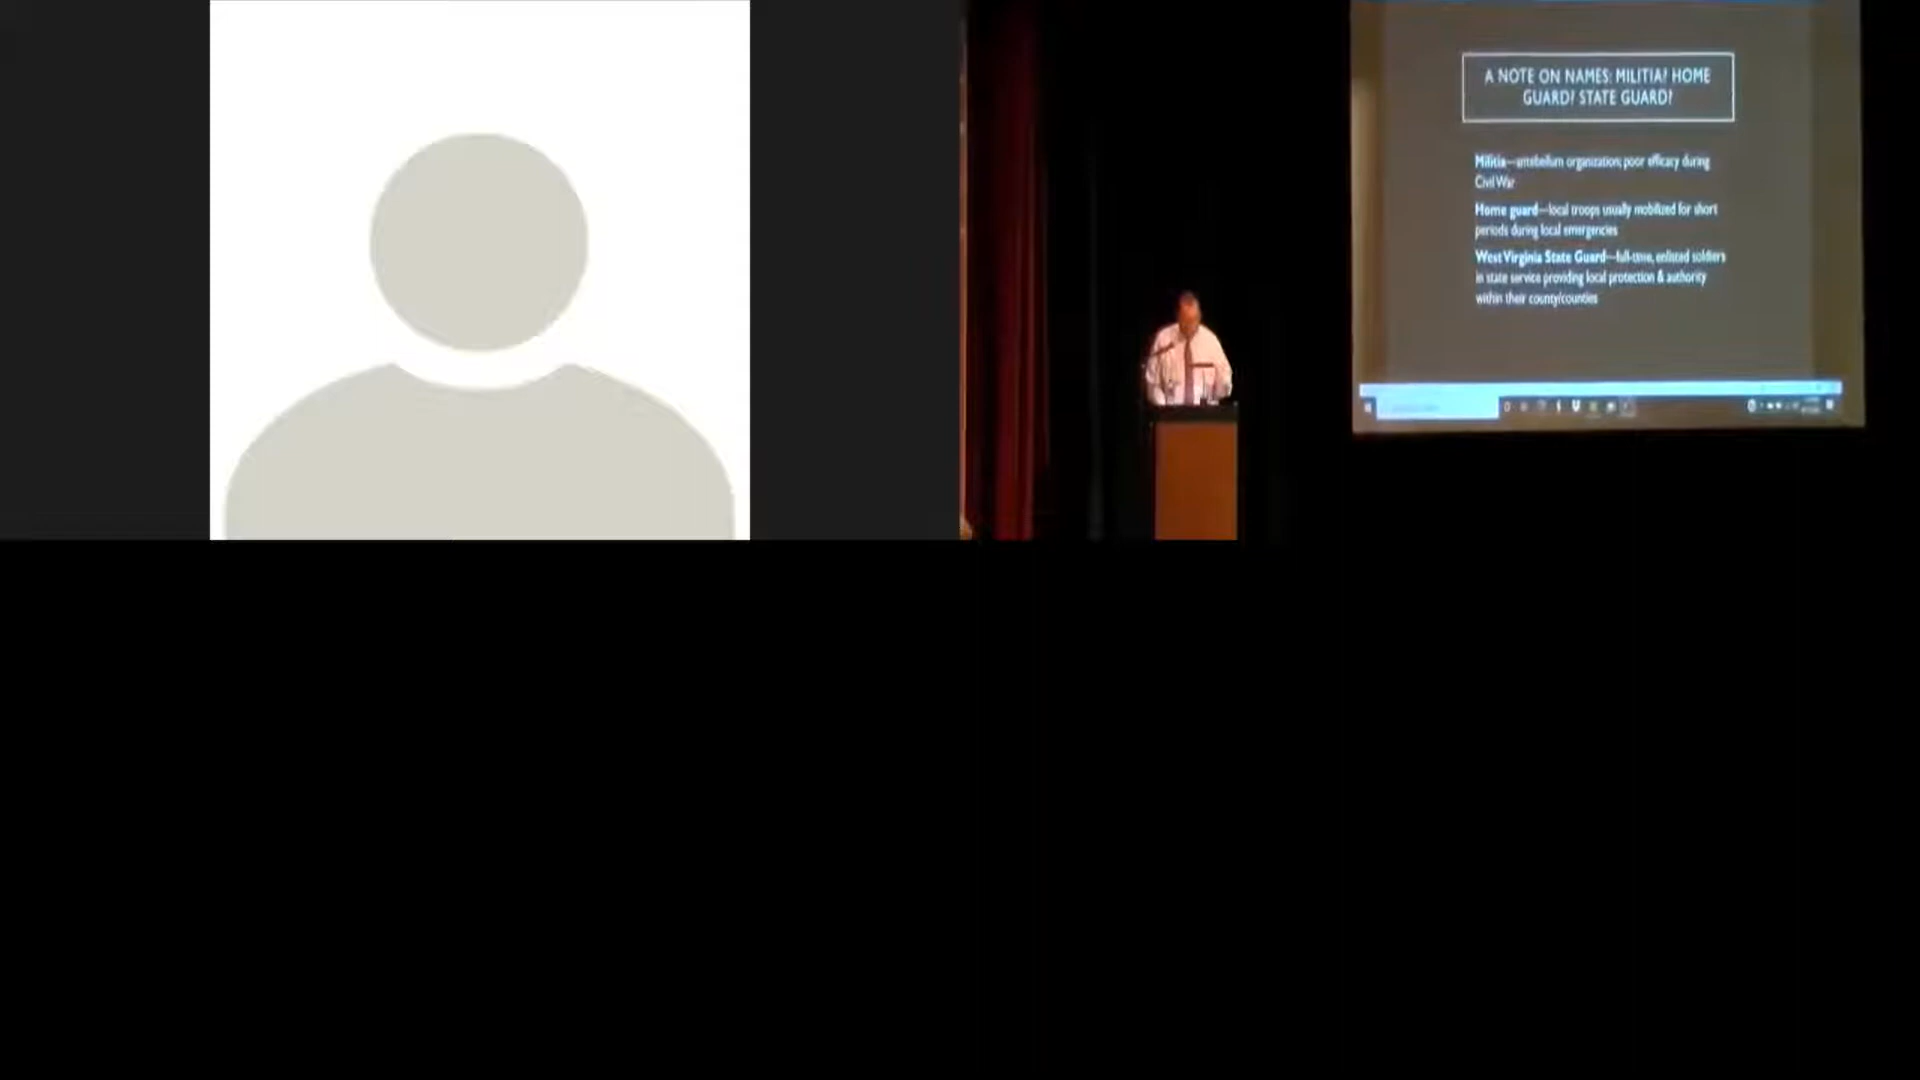 A NOTE ON NAMES: MILITIA? HOME
GUARD? STATE GUARD?
Militia—antebellum organization; poor efficacy during
Civil War
Home guard—local troops usually mobilized for short
periods during local emergencies
West Virginia State Guard—full-time, enlisted soldiers
in state service providing local protection & authority
within their county/counties